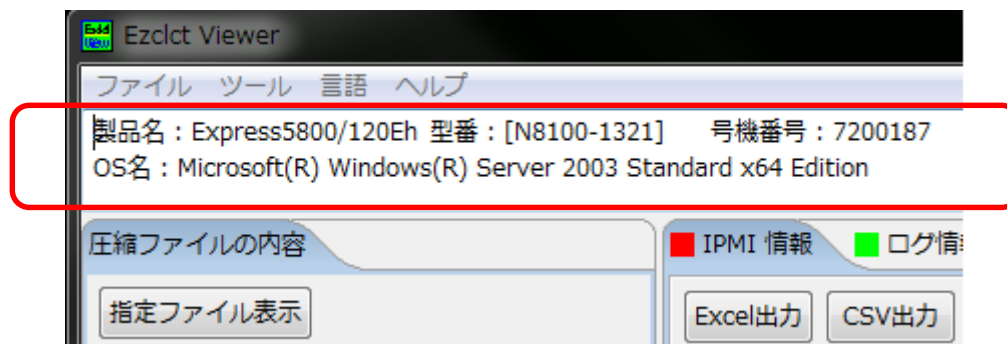 Ezclct Viewer
ファイル ツール 言語 ヘルプ
製品名：Express5800/120Eh 型番：[N8100-1321] 号機番号：7200187
OS名：Microsoft(R) Windows(R) Server 2003 Standard x64 Edition
圧縮ファイルの内容
IPMI 情報 ログ情
指定ファイル表示
Excel出力 CSV出力